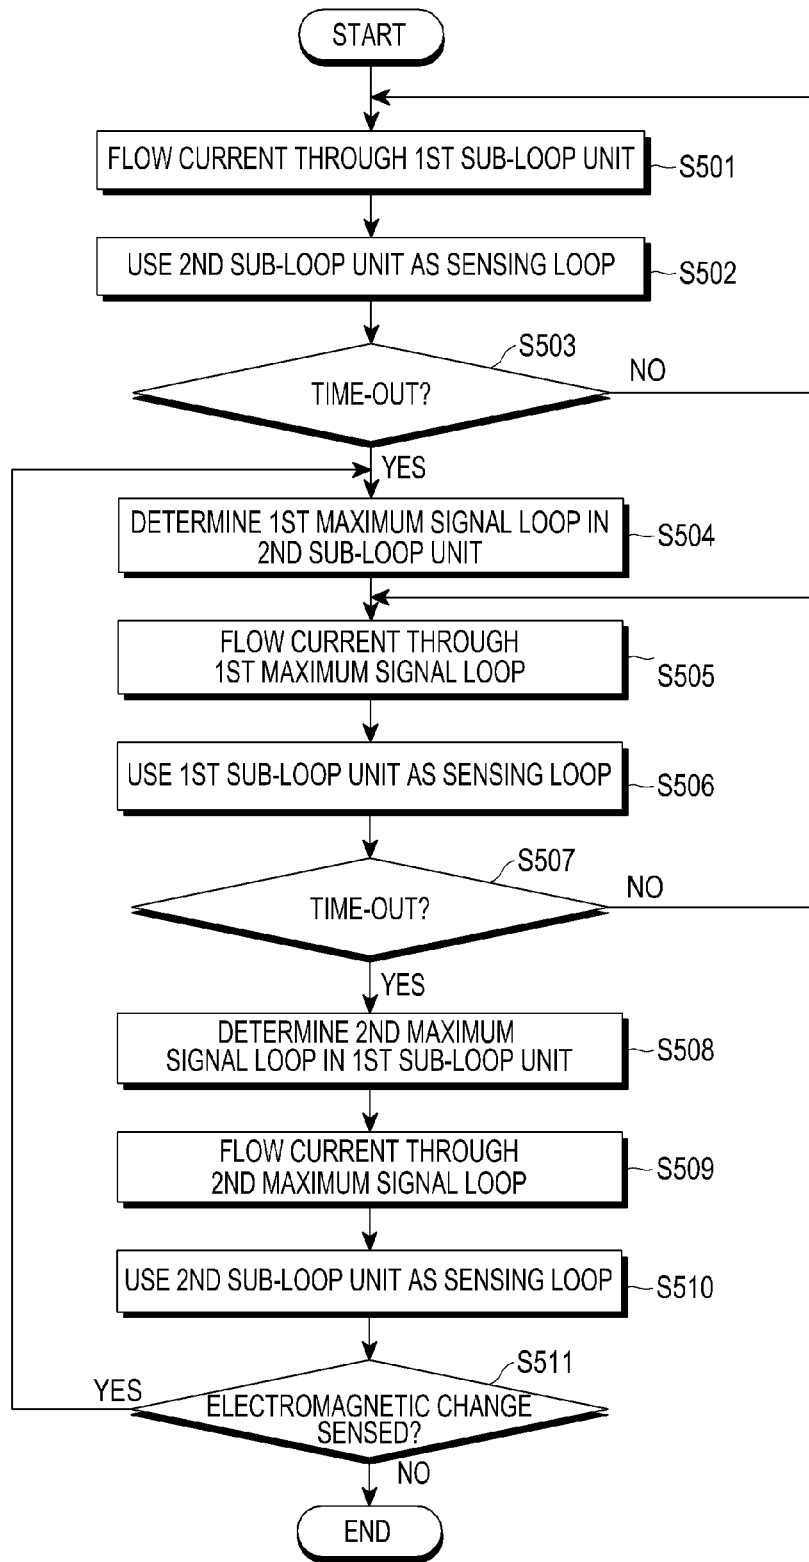 START
FLOW CURRENT THROUGH 1ST SUB-LOOP UNIT
S501
USE 2ND SUB-LOOP UNIT AS SENSING LOOP
S502
S503
TIME-OUT?
NO
YES
DETERMINE 1ST MAXIMUM SIGNAL LOOP IN
2ND SUB-LOOP UNIT
S504
FLOW CURRENT THROUGH
1ST MAXIMUM SIGNAL LOOP
S505
USE 1ST SUB-LOOP UNIT AS SENSING LOOP
S506
S507
TIME-OUT?
NO
YES
DETERMINE 2ND MAXIMUM
SIGNAL LOOP IN 1ST SUB-LOOP UNIT
S508
FLOW CURRENT THROUGH
2ND MAXIMUM SIGNAL LOOP
S509
USE 2ND SUB-LOOP UNIT AS SENSING LOOP
S510
S511
YES
ELECTROMAGNETIC CHANGE
SENSED?
NO
END